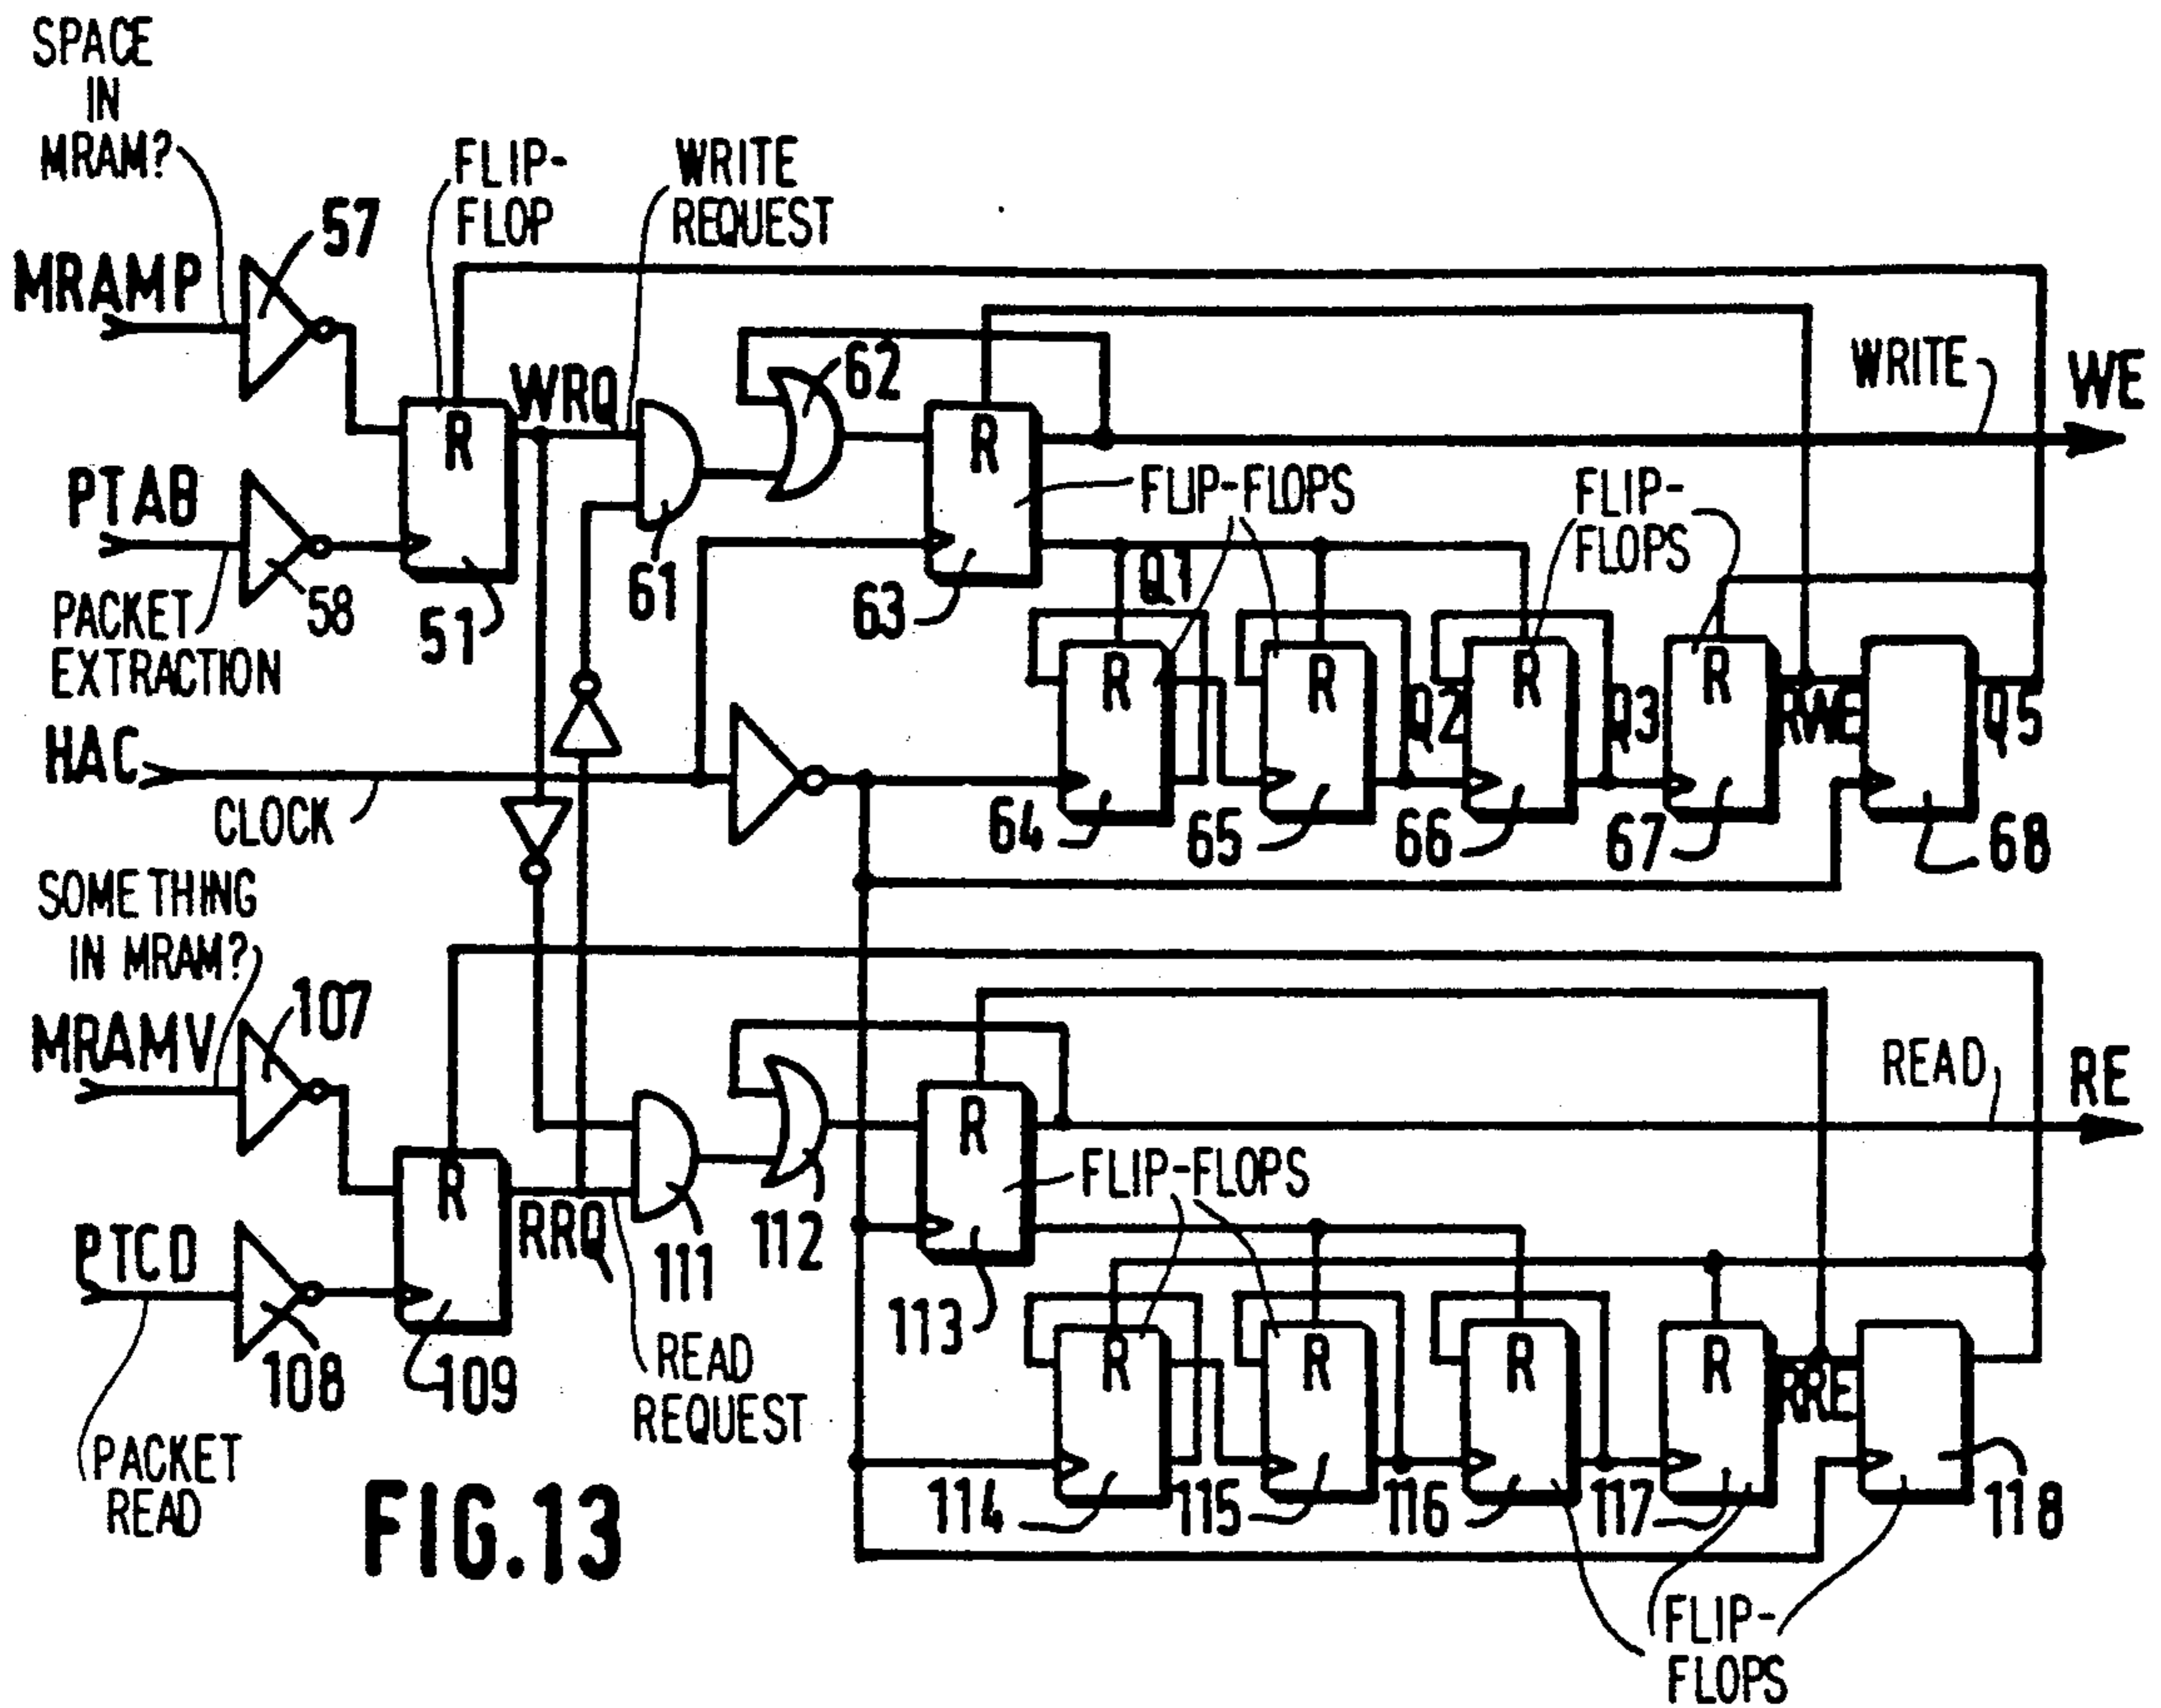 SPACE
IN
MRAM?
FLIP-
FLOP
WRITE
REQUEST
57
MRAMP
WRQ
62
WRITE
WE
R
R
PTAB
58
PACKET
EXTRACTION
51
61
63
FLIP-FLOPS
FLIP-
FLOPS
Q1
R
R
R
R
Q2
Q3
RWE
Q5
HAC
CLOCK
64
65
66
67
68
SOMETHING
IN MRAM?
107
MRAMV
READ
RE
R
R
PTCD
RRQ
111
112
FLIP-FLOPS
113
108
109
READ
REQUEST
PACKET
READ
R
R
R
R
RRE
114
115
116
117
118
FIG.13
FLIP-
FLOPS